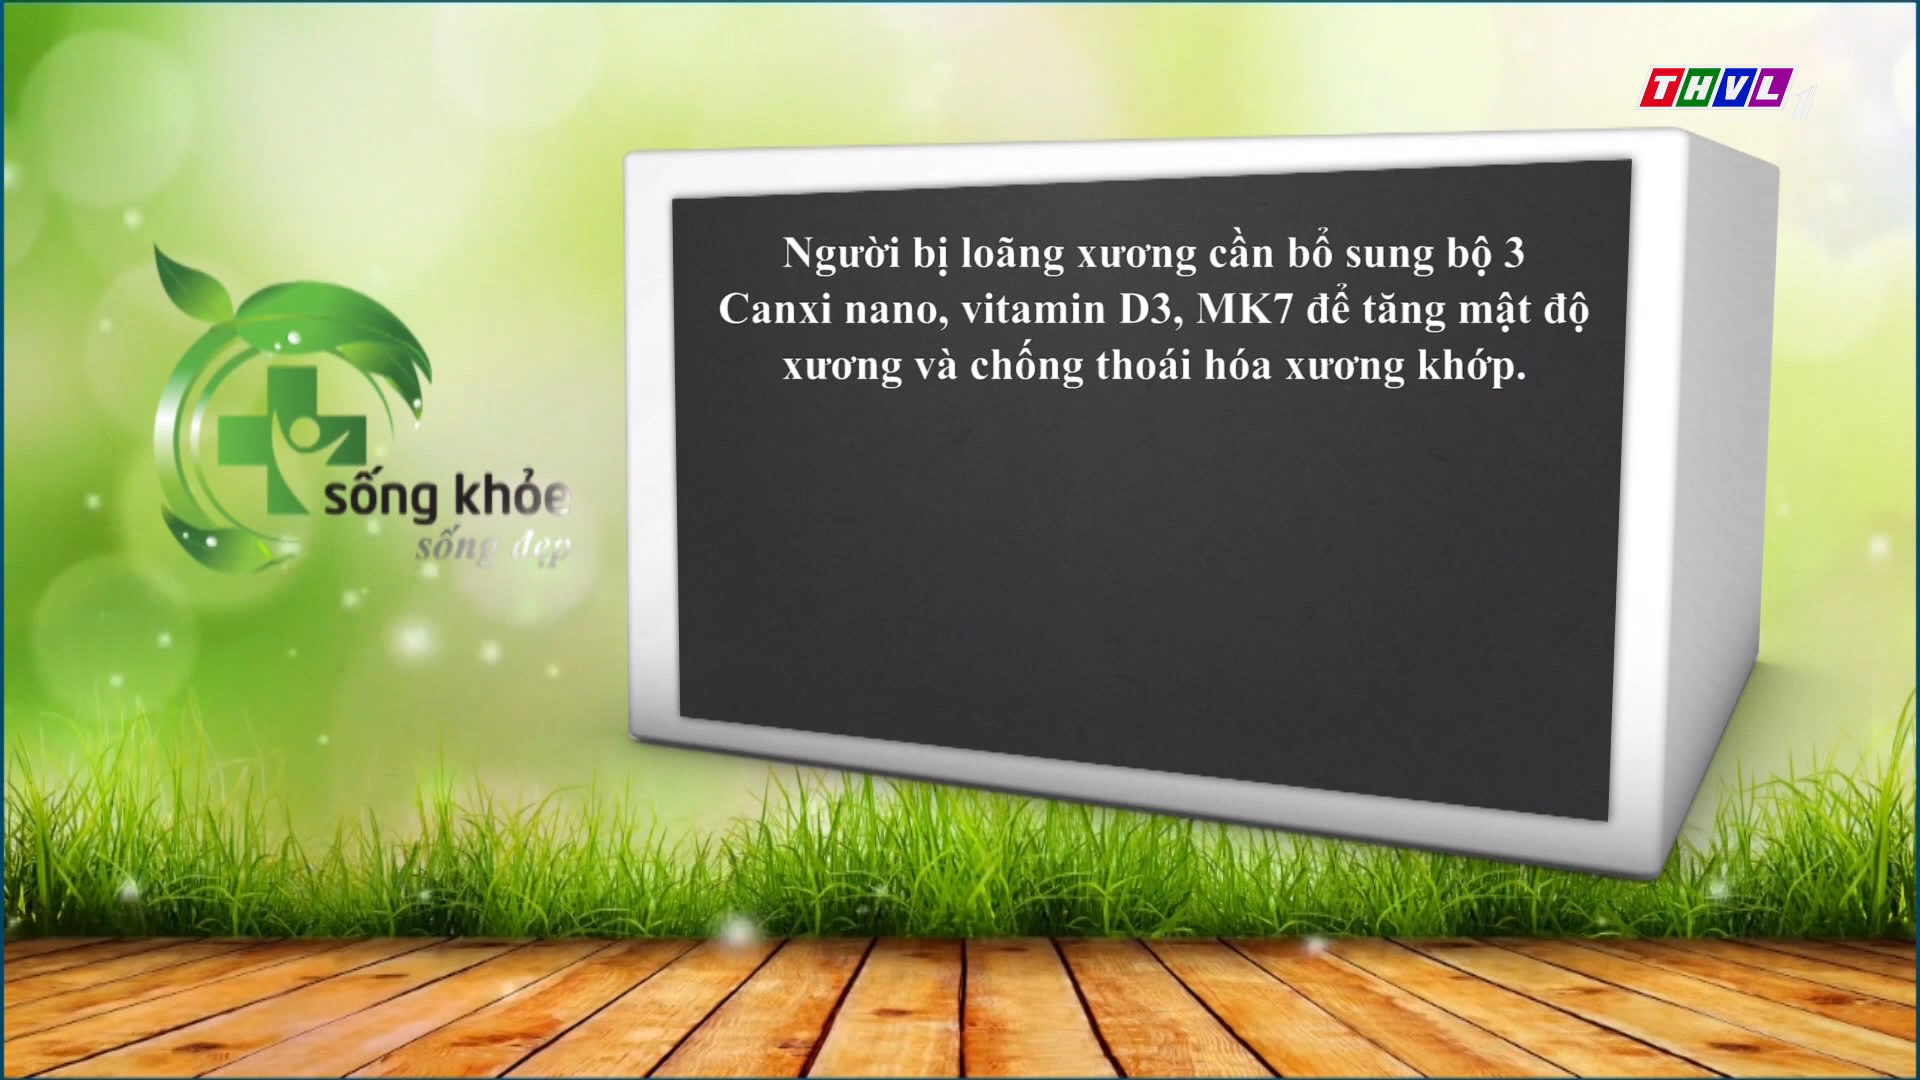 THVL1
Người bị loãng xương cần bổ sung bộ 3
Canxi nano, vitamin D3, MK7 để tăng mật độ
xương và chống thoái hóa xương khớp.
sống khỏe
sống đẹp